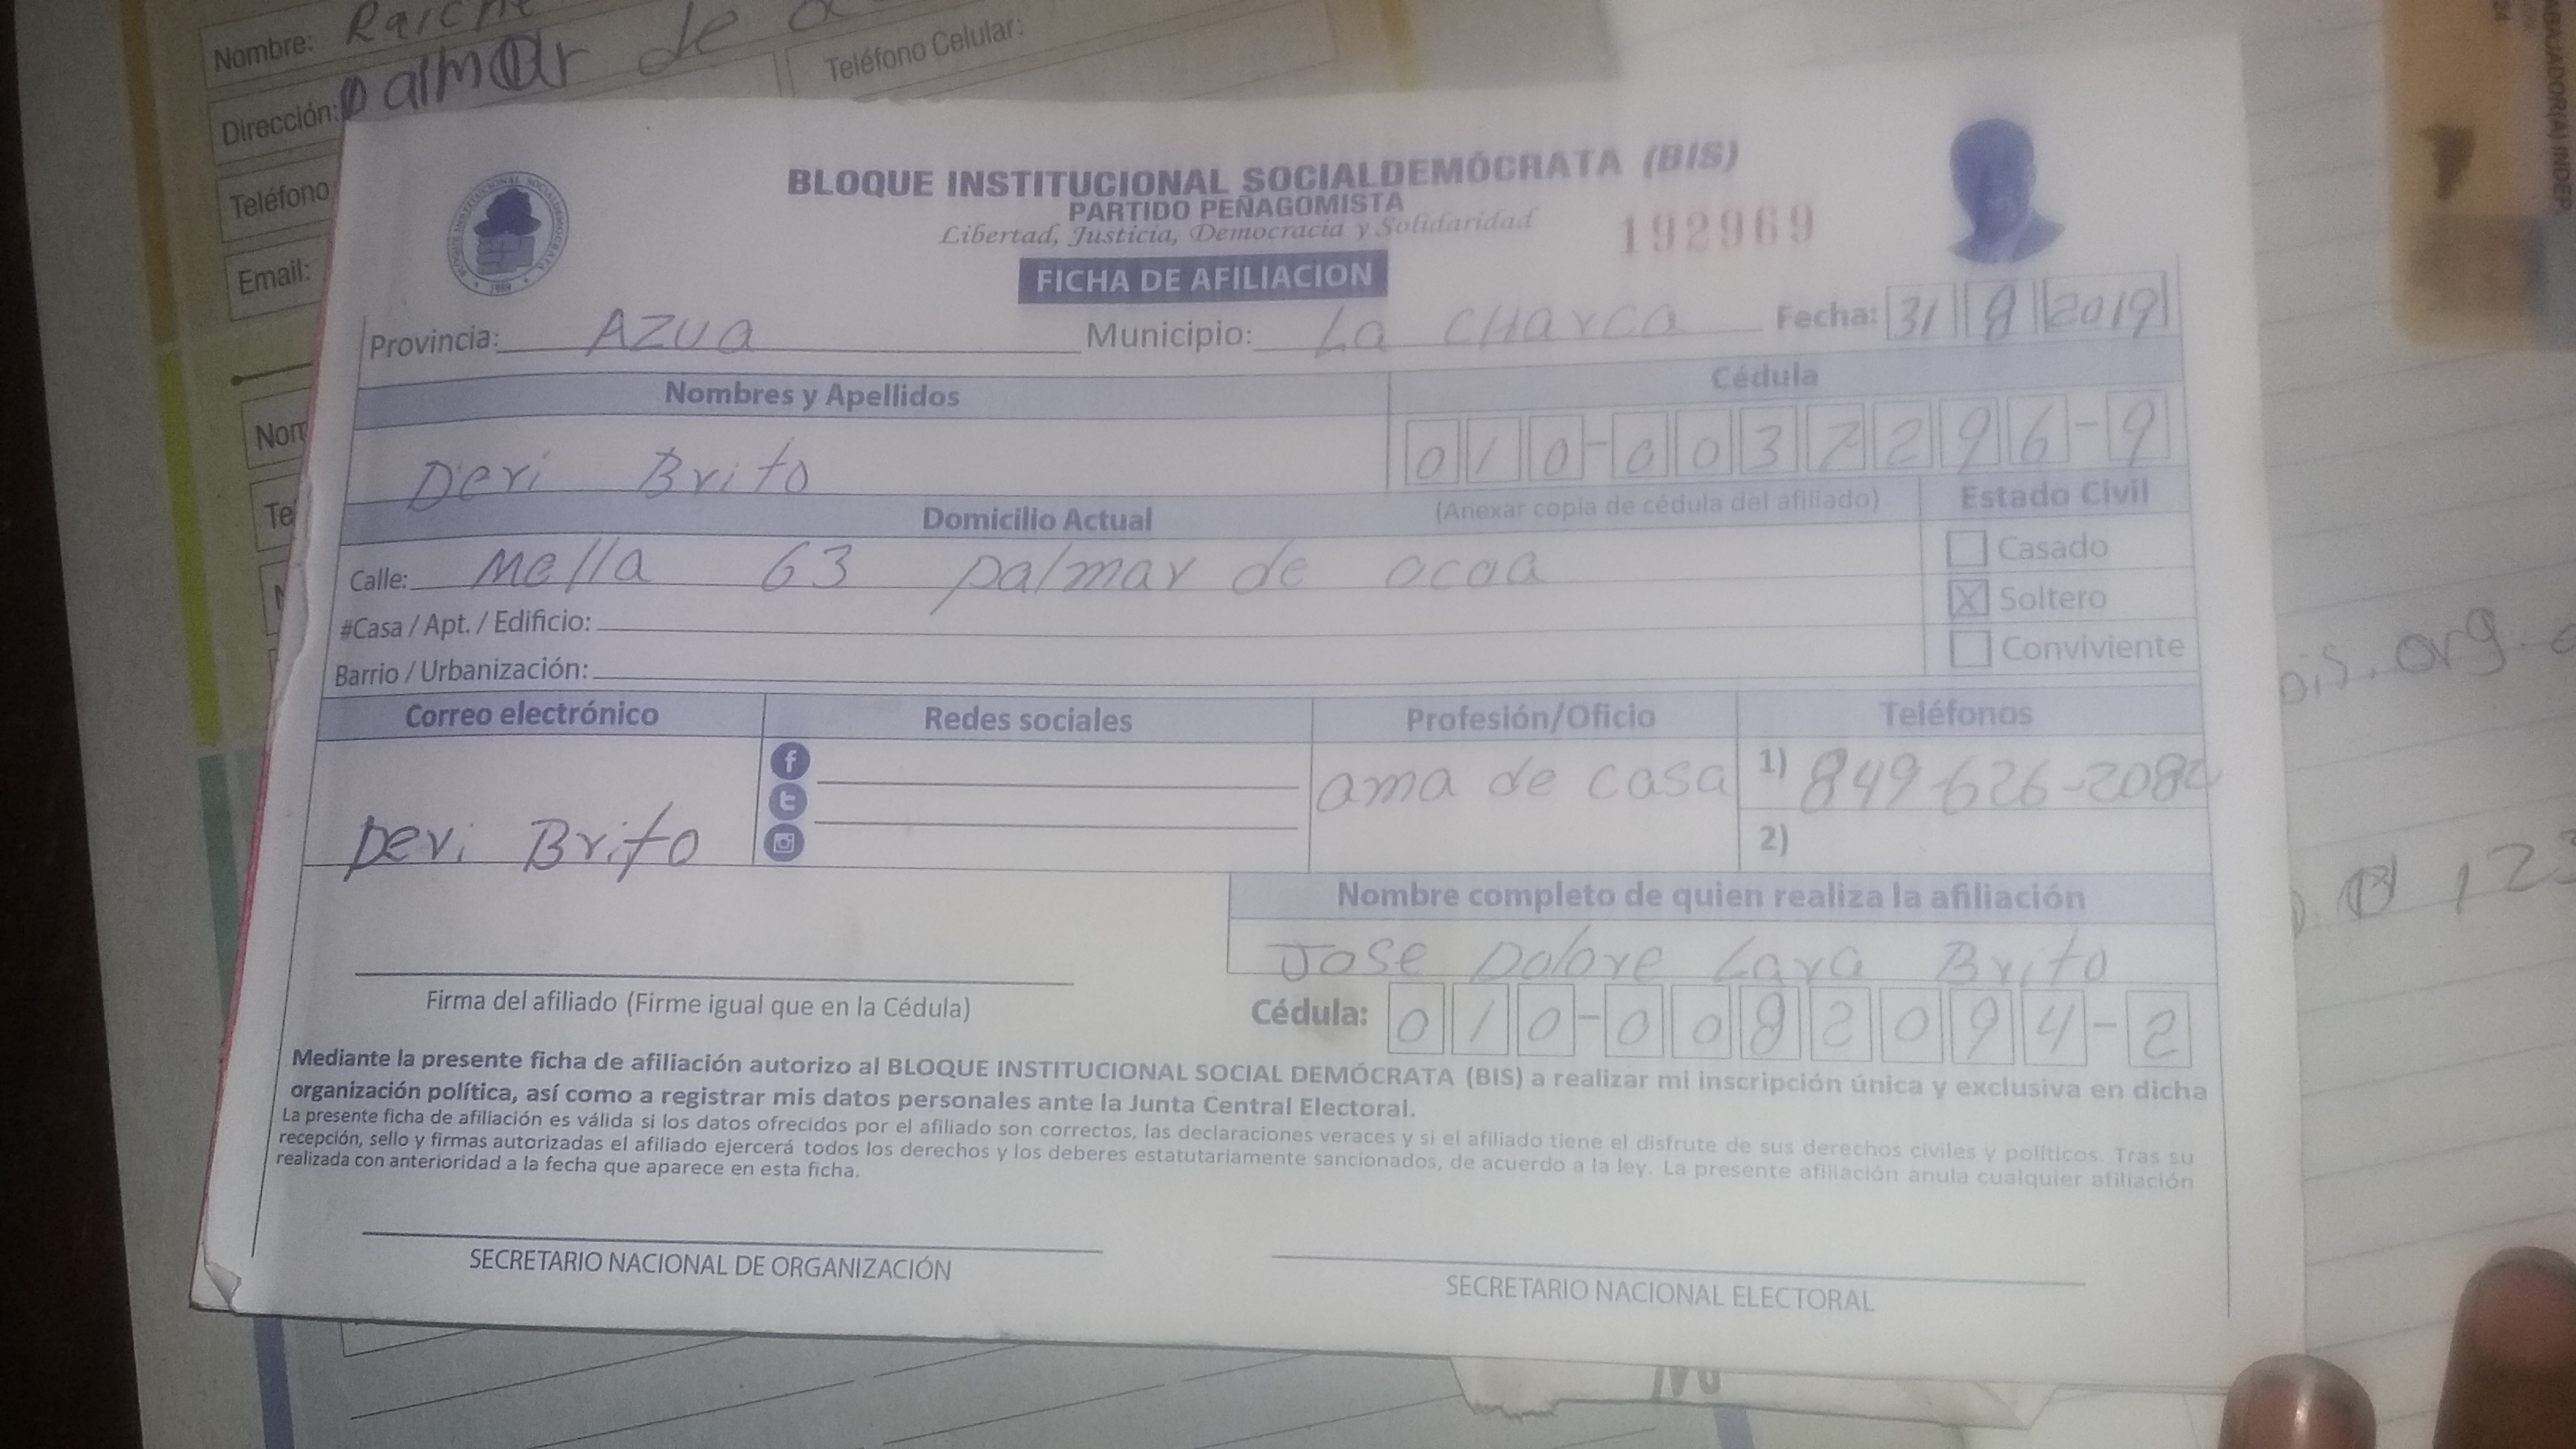 Nombre:
Dirección: palmar de
Teléfono Celular:
Teléfono
Email:
BLOQUE INSTITUCIONAL SOCIALDEMÓCRATA (BIS)
PARTIDO PEÑAGOMISTA
Libertad, Justicia, Democracia y Solidaridad
192969
FICHA DE AFILIACION
Provincia: AZUA Municipio: La CHarca Fecha: 31 8 2019
Nombres y Apellidos Cédula
Deri Brito 010-0037296-9
Domicilio Actual (Anexar copia de cédula del afiliado) Estado Civil
Calle: Mella 63 palmar de ocoa
Casado
X Soltero
Conviviente
#Casa / Apt. / Edificio:
Barrio / Urbanización:
Correo electrónico Redes sociales Profesión/Oficio Teléfonos
Deri Brito ama de casa 1) 849-626-208
2)
Nombre completo de quien realiza la afiliación
Jose Dolore Lara Brito
Firma del afiliado (Firme igual que en la Cédula)
Cédula: 010-0082094-2
Mediante la presente ficha de afiliación autorizo al BLOQUE INSTITUCIONAL SOCIAL DEMÓCRATA (BIS) a realizar mi inscripción única y exclusiva en dicha
organización política, así como a registrar mis datos personales ante la Junta Central Electoral.
La presente ficha de afiliación es válida si los datos ofrecidos por el afiliado son correctos, las declaraciones veraces y si el afiliado tiene el disfrute de sus derechos civiles y políticos. Tras su
recepción, sello y firmas autorizadas el afiliado ejercerá todos los derechos y los deberes estatutariamente sancionados, de acuerdo a la ley. La presente afiliación anula cualquier afiliación
realizada con anterioridad a la fecha que aparece en esta ficha.
SECRETARIO NACIONAL DE ORGANIZACIÓN
SECRETARIO NACIONAL ELECTORAL
bis.org.
123